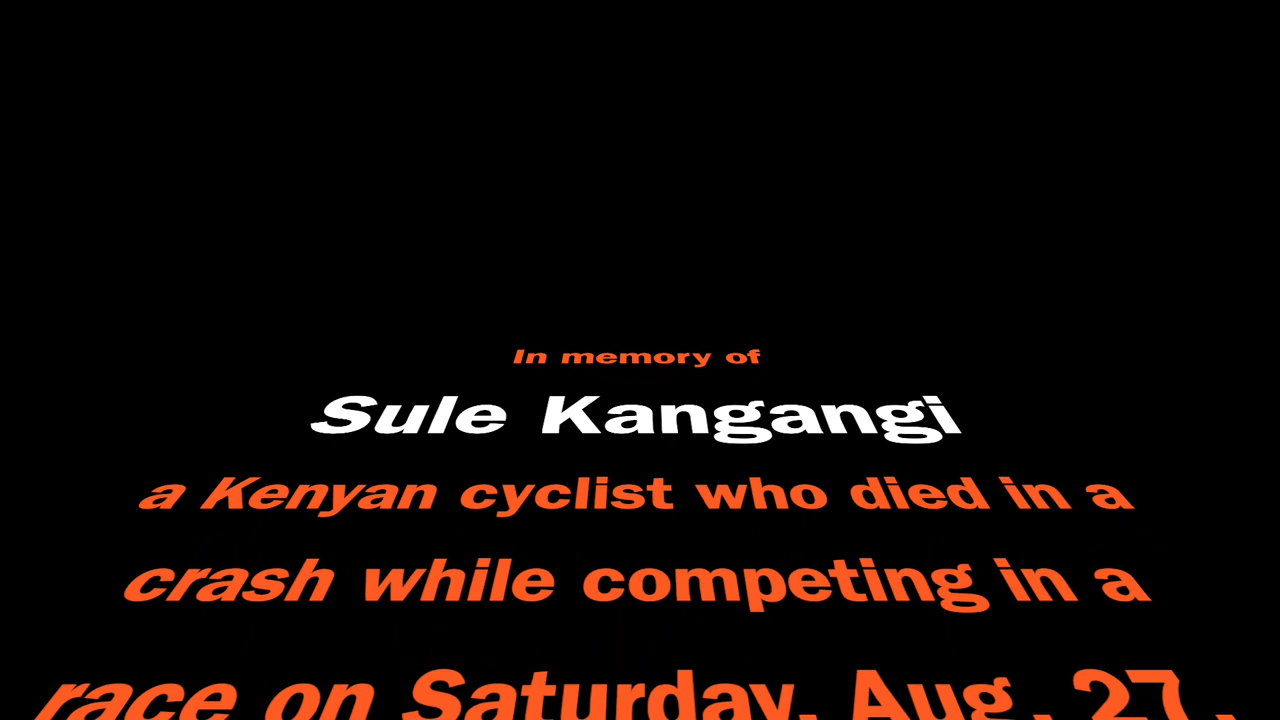 In memory of
Sule Kangangi
a Kenyan cyclist who died in a
crash while competing in a
race on Saturday, Aug. 27,